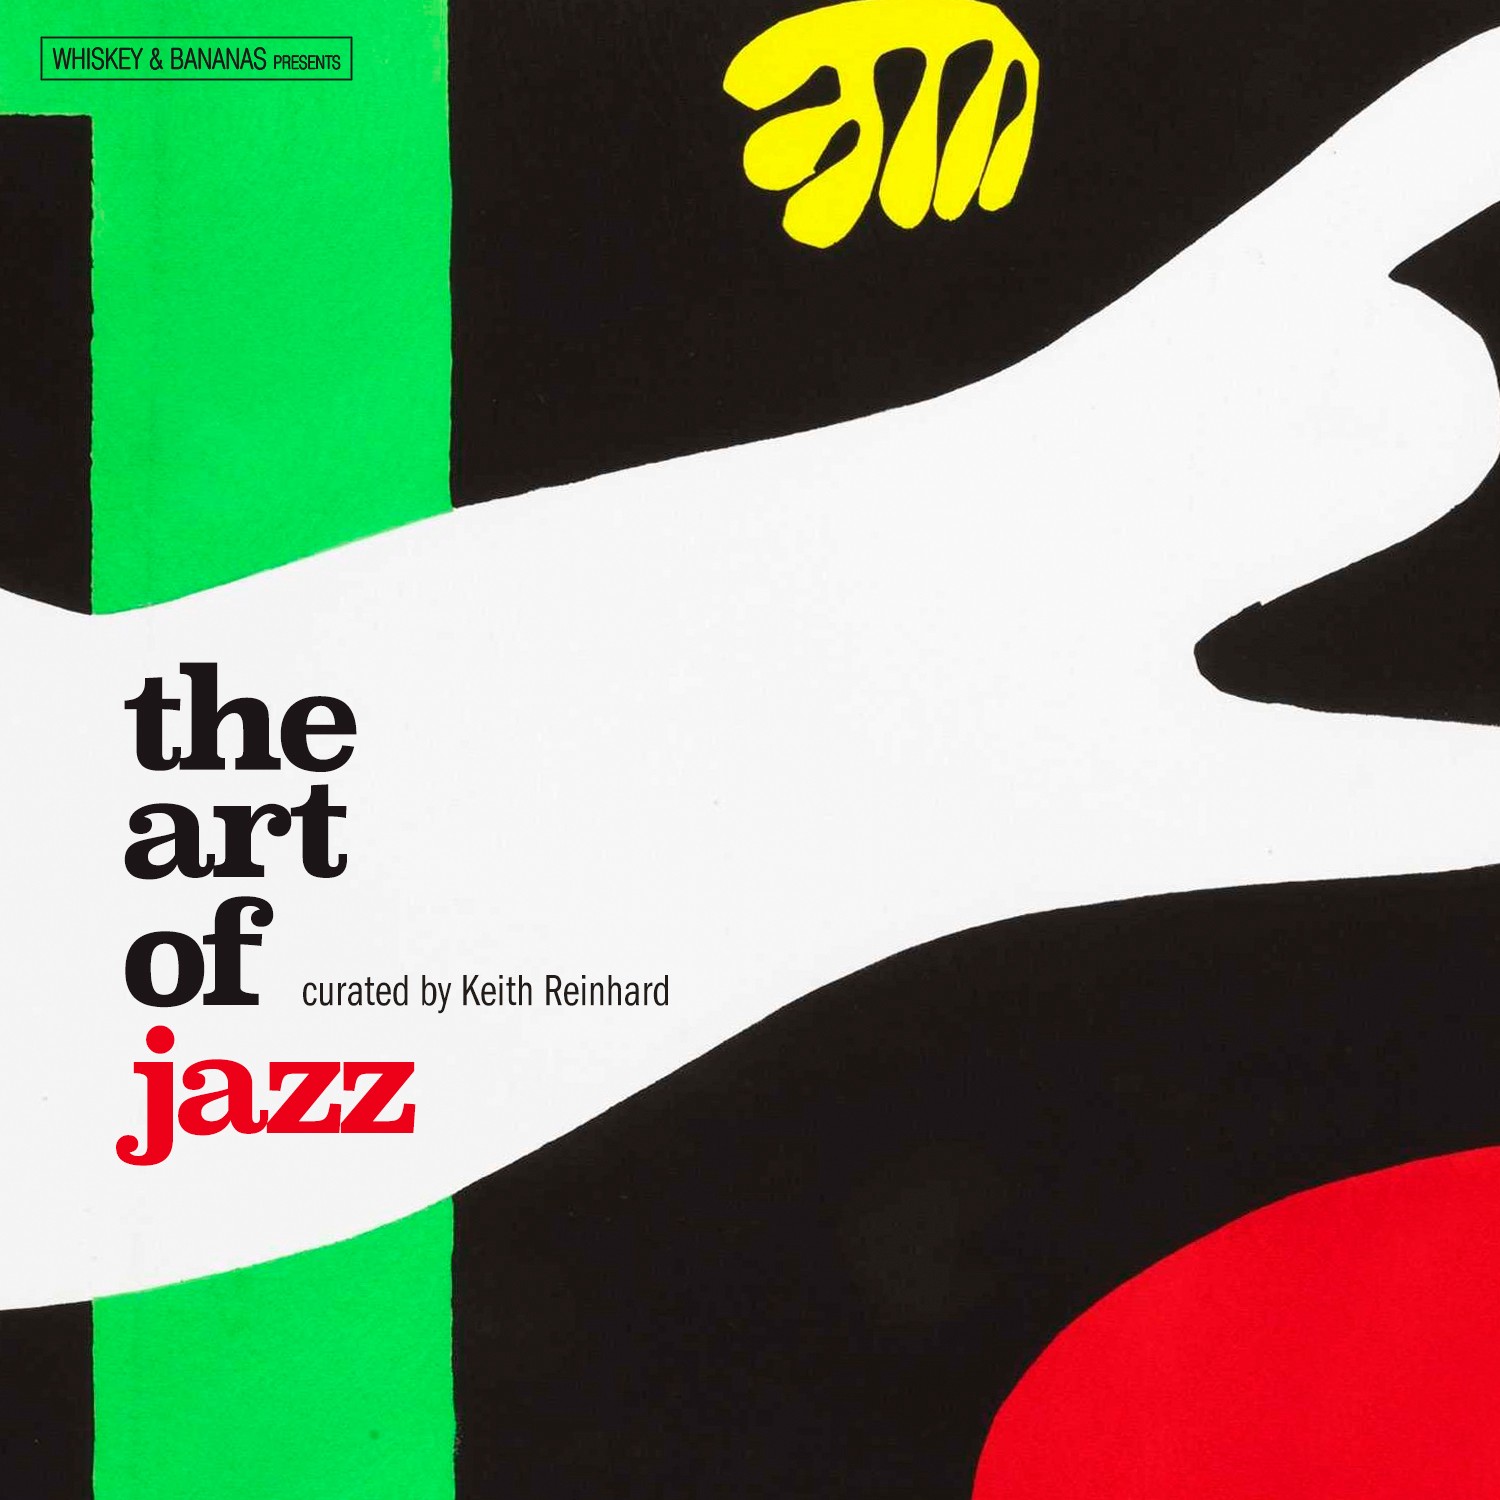 WHISKEY & BANANAS PRESENTS
the
art
of
curated by Keith Reinhard
jazz